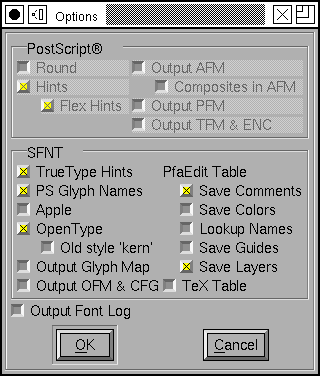 Options
PostScript®
Round
Output AFM
Hints
Composites in AFM
Flex Hints
Output PFM
Output TFM & ENC
SFNT
TrueType Hints
PfaEdit Table
PS Glyph Names
Save Comments
Apple
Save Colors
OpenType
Lookup Names
Old style 'kern'
Save Guides
Output Glyph Map
Save Layers
Output OFM & CFG
TeX Table
Output Font Log
OK
Cancel